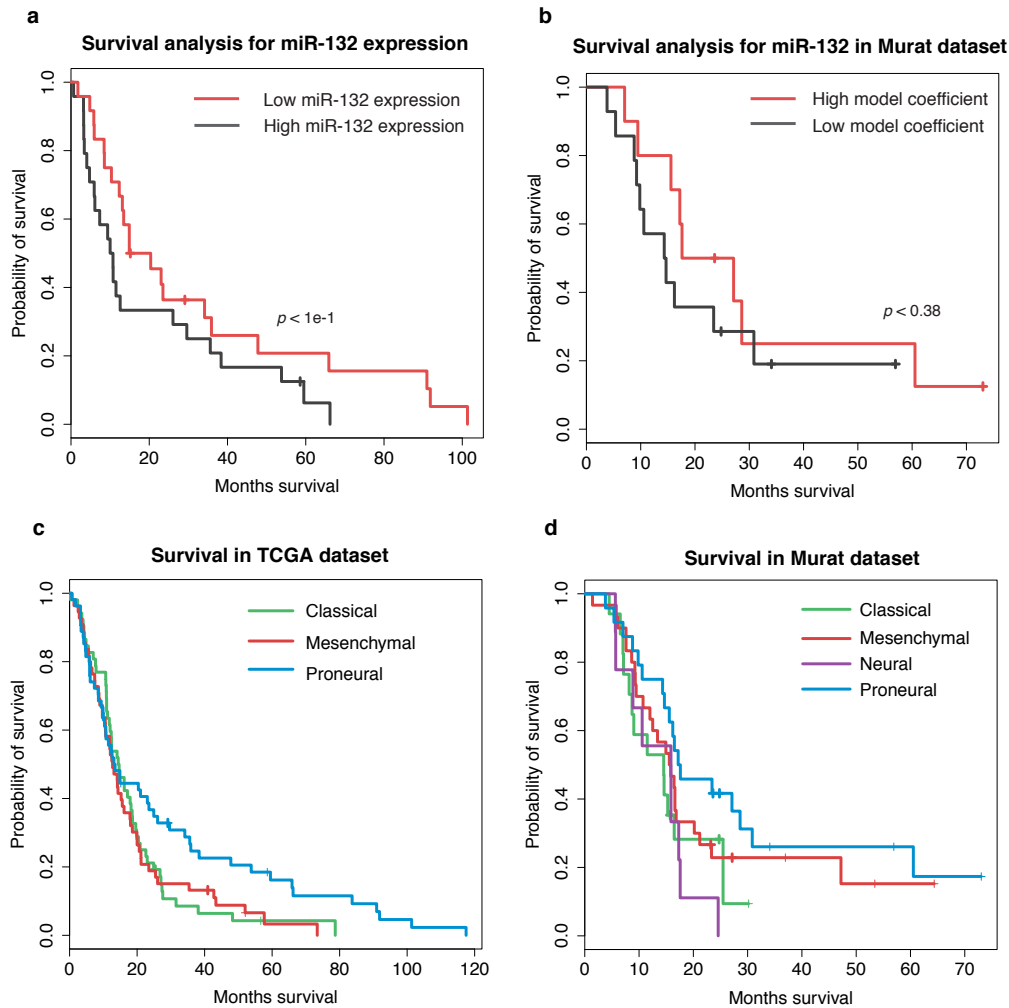 a
Survival analysis for miR-132 expression
Low miR-132 expression
High miR-132 expression
p < 1e-1
Probability of survival
0.0 0.2 0.4 0.6 0.8 1.0
0 20 40 60 80 100
Months survival
b
Survival analysis for miR-132 in Murat dataset
High model coefficient
Low model coefficient
p < 0.38
Probability of survival
0.0 0.2 0.4 0.6 0.8 1.0
0 10 20 30 40 50 60 70
Months survival
c
Survival in TCGA dataset
Classical
Mesenchymal
Proneural
Probability of survival
0.0 0.2 0.4 0.6 0.8 1.0
0 20 40 60 80 100 120
Months survival
d
Survival in Murat dataset
Classical
Mesenchymal
Neural
Proneural
Probability of survival
0.0 0.2 0.4 0.6 0.8 1.0
0 10 20 30 40 50 60 70
Months survival